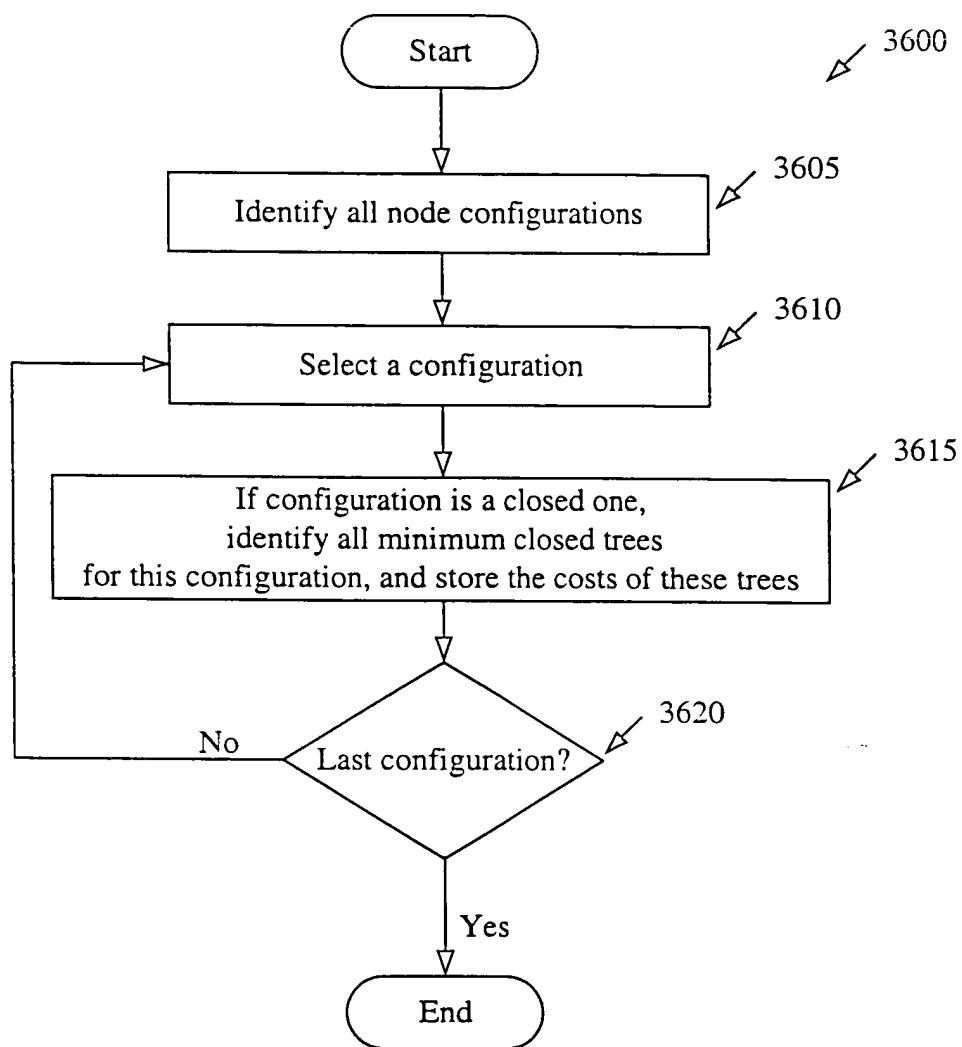 Start
3600
3605
Identify all node configurations
3610
Select a configuration
3615
If configuration is a closed one,
identify all minimum closed trees
for this configuration, and store the costs of these trees
3620
No
Last configuration?
Yes
End